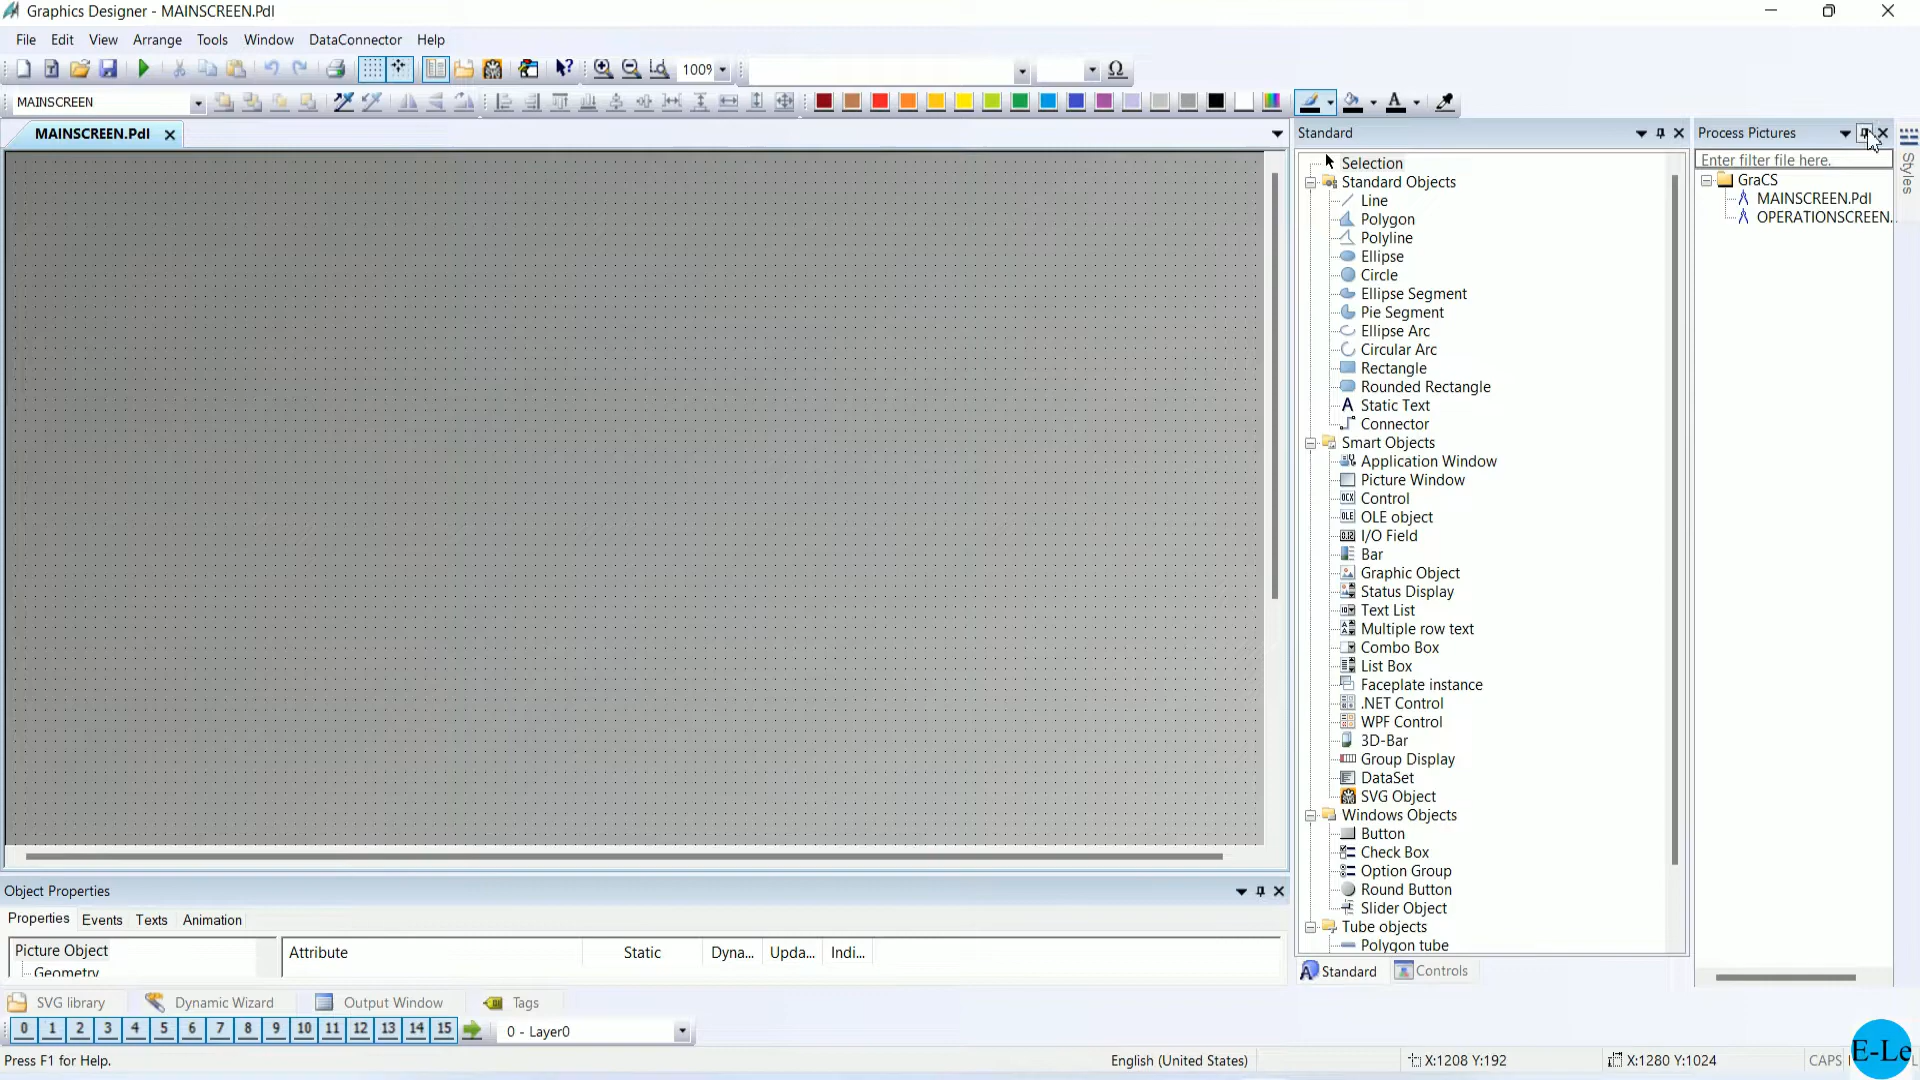 Graphics Designer - MAINSCREEN.Pdl
File Edit View Arrange Tools Window DataConnector Help
100% Ω
MAINSCREEN A
MAINSCREEN.Pdl
Standard
Selection
Standard Objects
Line
Polygon
Polyline
Ellipse
Circle
Ellipse Segment
Pie Segment
Ellipse Arc
Circular Arc
Rectangle
Rounded Rectangle
A Static Text
Connector
Smart Objects
Application Window
Picture Window
OCX Control
OLE OLE object
I/O Field
Bar
Graphic Object
Status Display
Text List
Multiple row text
Combo Box
List Box
Faceplate instance
.NET Control
WPF Control
3D-Bar
Group Display
DataSet
SVG Object
Windows Objects
Button
Check Box
Option Group
Round Button
Slider Object
Tube objects
Polygon tube
Standard Controls
Process Pictures
Enter filter file here.
GraCS
MAINSCREEN.Pdl
OPERATIONSCREEN...
Styles
Object Properties
Properties Events Texts Animation
Picture Object
Geometry
Attribute Static Dyna... Upda... Indi...
SVG library Dynamic Wizard Output Window Tags
0 1 2 3 4 5 6 7 8 9 10 11 12 13 14 15 0 - Layer0
Press F1 for Help. English (United States) X:1208 Y:192 X:1280 Y:1024 CAPS
E-Le